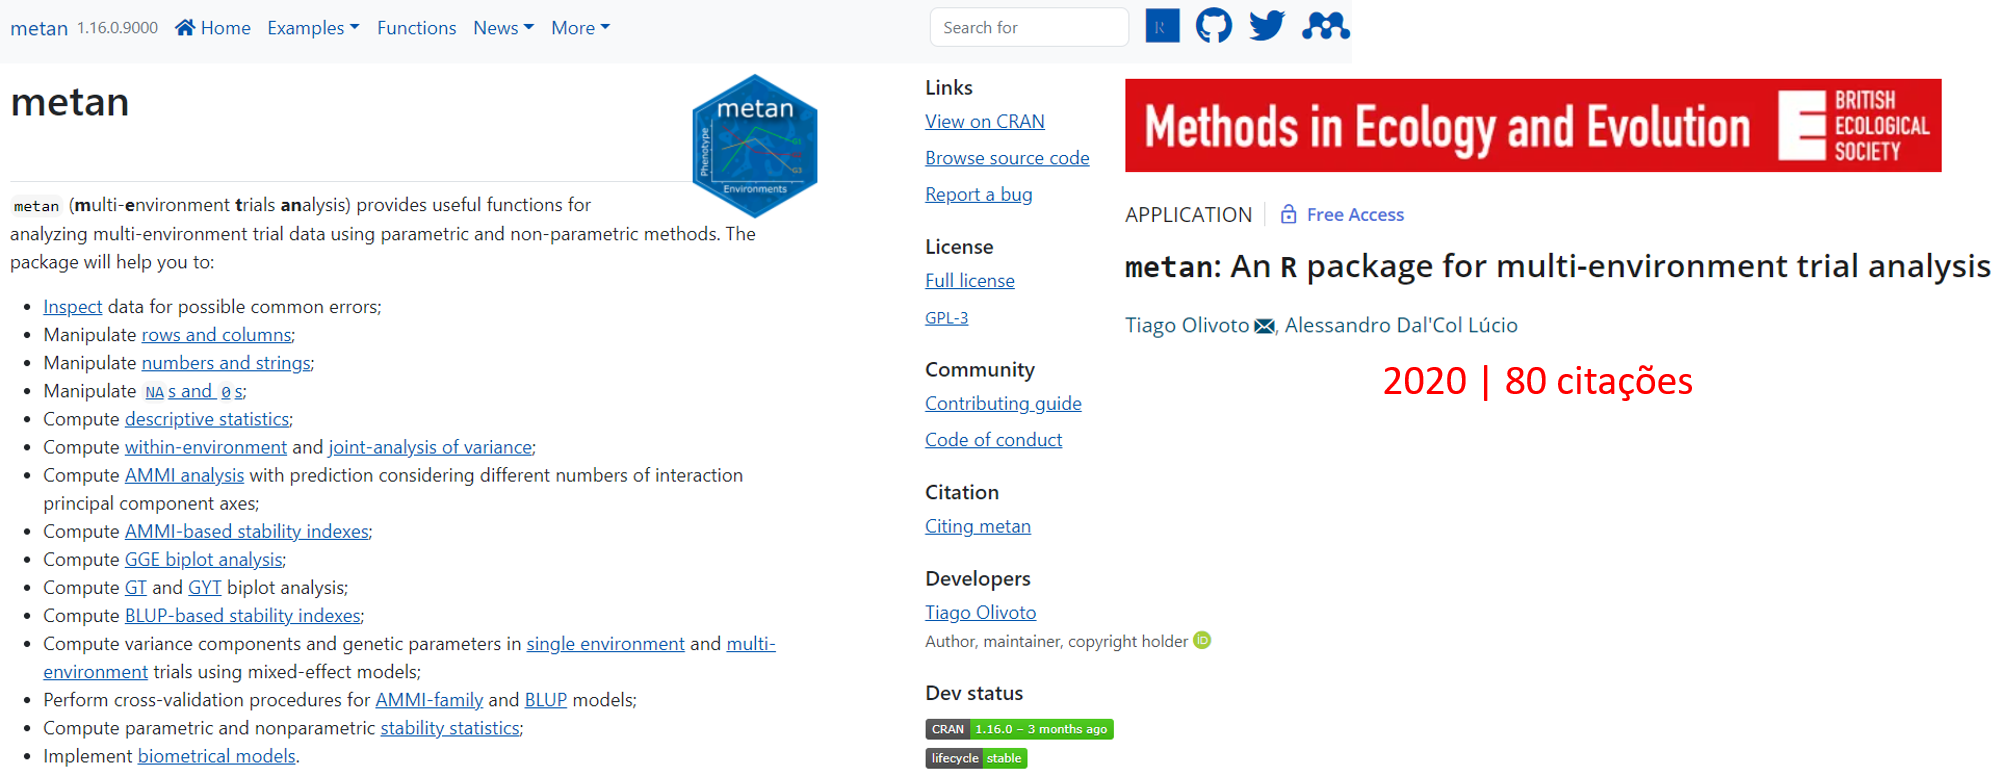 metan 1.16.0.9000 Home Examples Functions News More
Search for
R
metan
metan
Phenotype
G1
G3
Environments
metan (multi-environment trials analysis) provides useful functions for
analyzing multi-environment trial data using parametric and non-parametric methods. The
package will help you to:
Inspect data for possible common errors;
Manipulate rows and columns;
Manipulate numbers and strings;
Manipulate NA s and 0 s;
Compute descriptive statistics;
Compute within-environment and joint-analysis of variance;
Compute AMMI analysis with prediction considering different numbers of interaction
principal component axes;
Compute AMMI-based stability indexes;
Compute GGE biplot analysis;
Compute GT and GYT biplot analysis;
Compute BLUP-based stability indexes;
Compute variance components and genetic parameters in single environment and multi-
environment trials using mixed-effect models;
Perform cross-validation procedures for AMMI-family and BLUP models;
Compute parametric and nonparametric stability statistics;
Implement biometrical models.
Links
View on CRAN
Browse source code
Report a bug
License
Full license
GPL-3
Community
Contributing guide
Code of conduct
Citation
Citing metan
Developers
Tiago Olivoto
Author, maintainer, copyright holder iD
Dev status
CRAN 1.16.0 – 3 months ago
lifecycle stable
Methods in Ecology and Evolution
BRITISH
ECOLOGICAL
SOCIETY
APPLICATION Free Access
metan: An R package for multi-environment trial analysis
Tiago Olivoto, Alessandro Dal'Col Lúcio
2020 | 80 citações